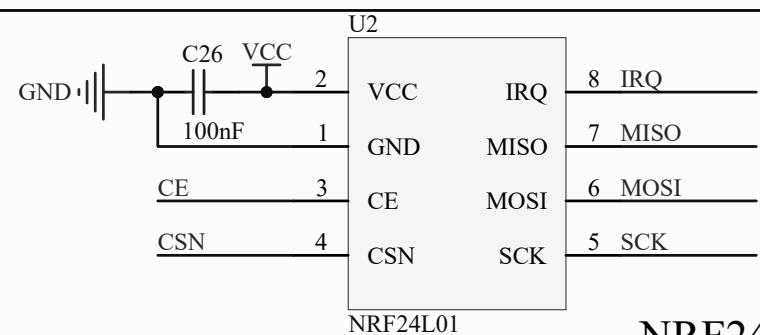 U2
C26 VCC
GND 2 VCC IRQ 8 IRQ
100nF 1 GND MISO 7 MISO
CE 3 CE MOSI 6 MOSI
CSN 4 CSN SCK 5 SCK
NRF24L01